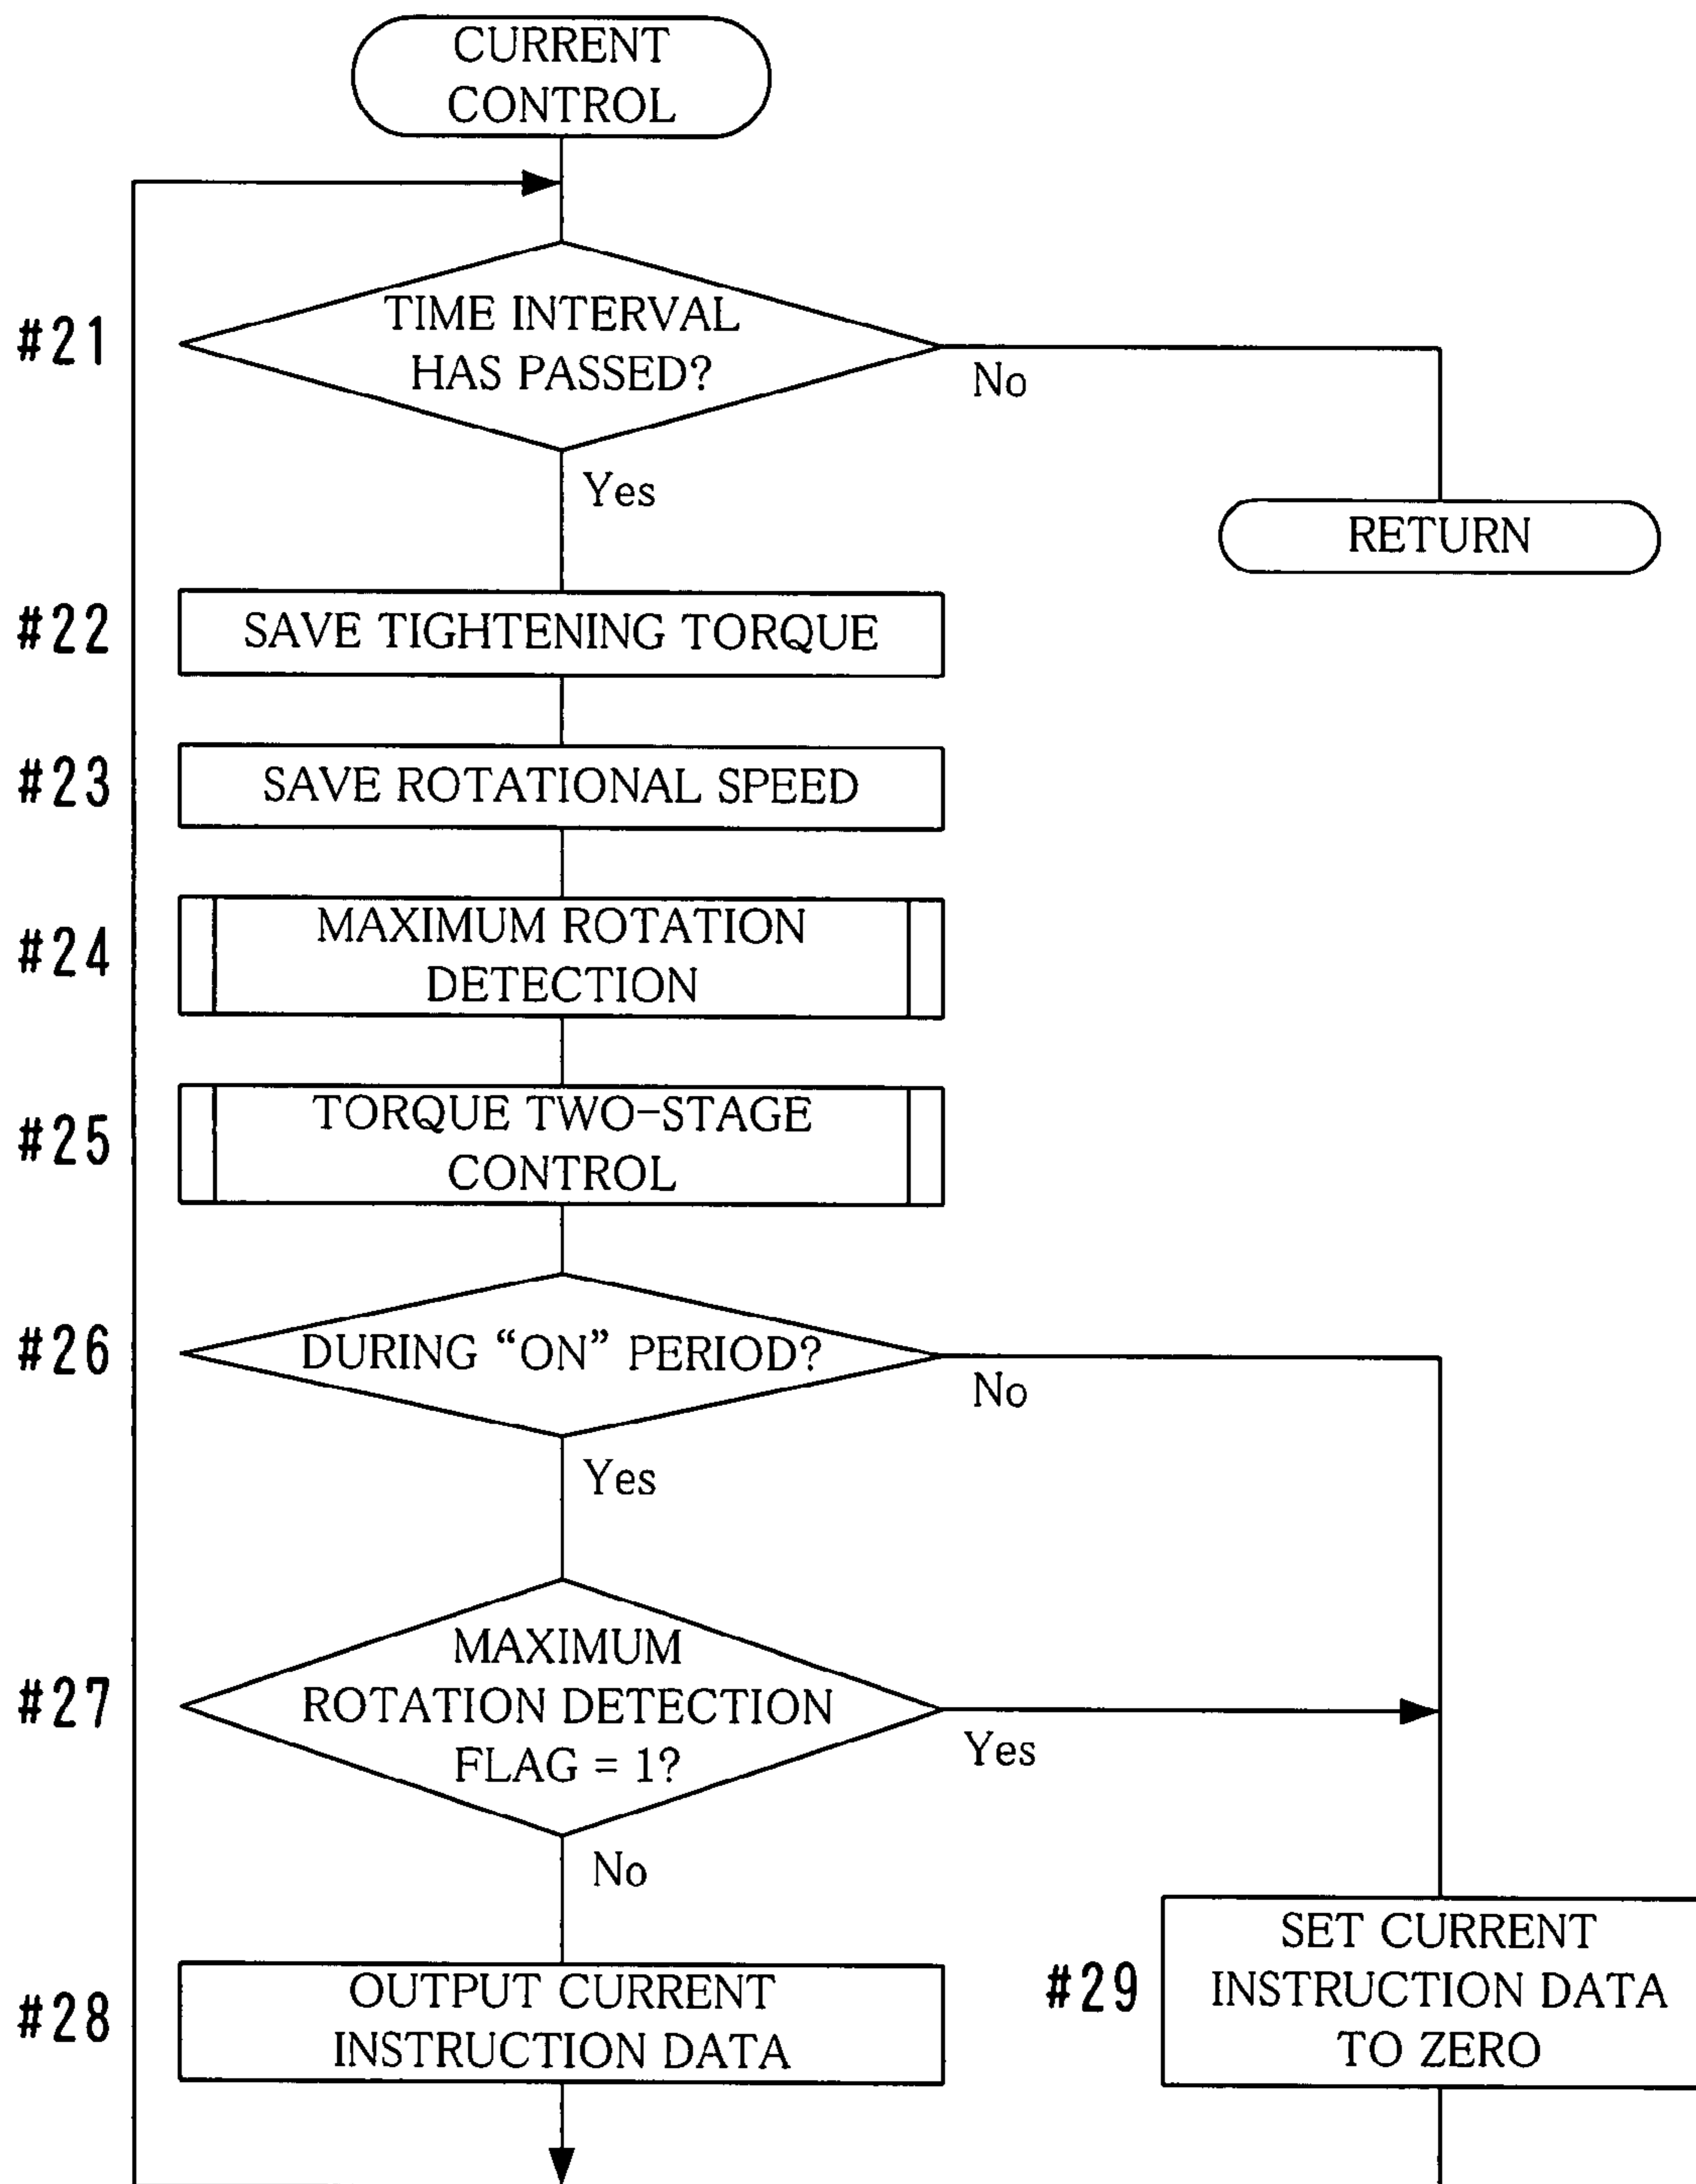 CURRENT
CONTROL
#21
TIME INTERVAL
HAS PASSED?
No
Yes
RETURN
#22
SAVE TIGHTENING TORQUE
#23
SAVE ROTATIONAL SPEED
#24
MAXIMUM ROTATION
DETECTION
#25
TORQUE TWO-STAGE
CONTROL
#26
DURING “ON” PERIOD?
No
Yes
#27
MAXIMUM
ROTATION DETECTION
FLAG = 1?
Yes
No
#28
OUTPUT CURRENT
INSTRUCTION DATA
#29
SET CURRENT
INSTRUCTION DATA
TO ZERO